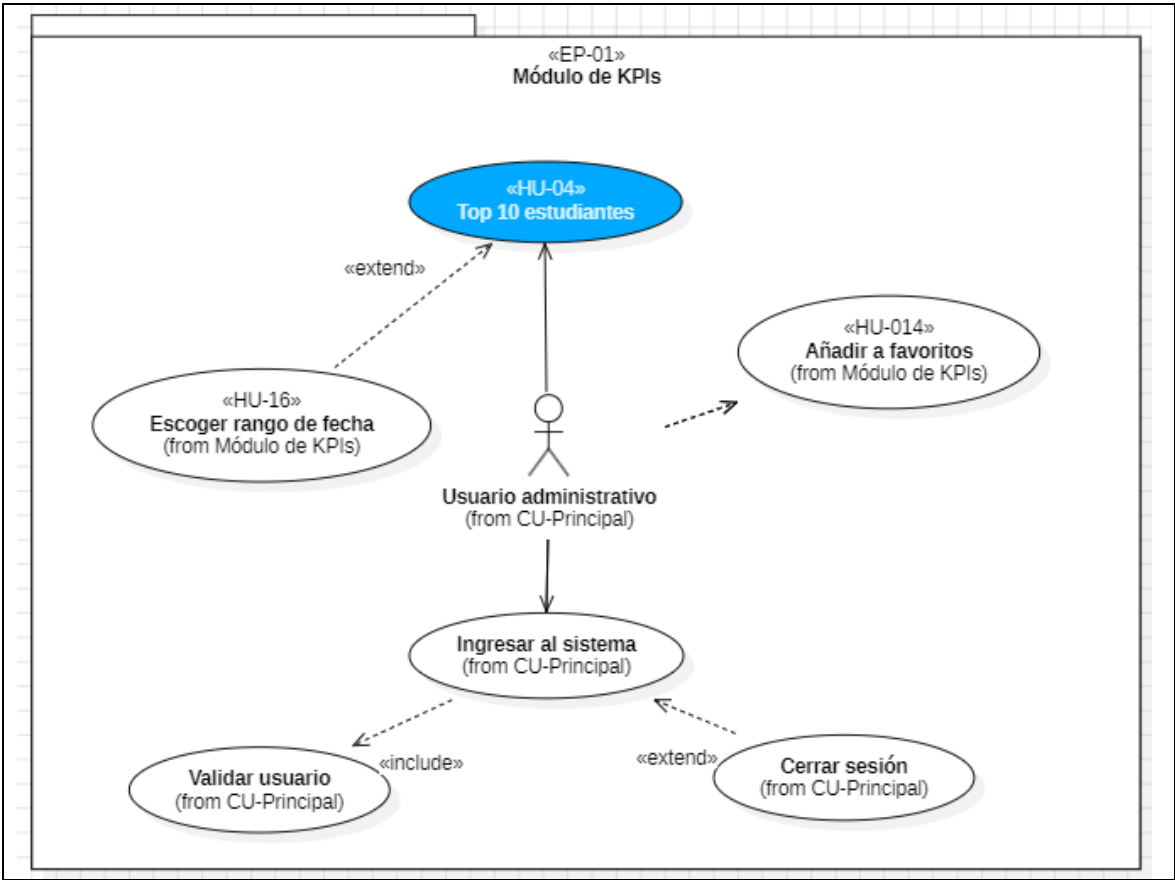 «EP-01»
Módulo de KPIs
«HU-04»
Top 10 estudiantes
«extend»
«HU-014»
Añadir a favoritos
(from Módulo de KPIs)
«HU-16»
Escoger rango de fecha
(from Módulo de KPIs)
Usuario administrativo
(from CU-Principal)
Ingresar al sistema
(from CU-Principal)
«include»
«extend»
Validar usuario
(from CU-Principal)
Cerrar sesión
(from CU-Principal)